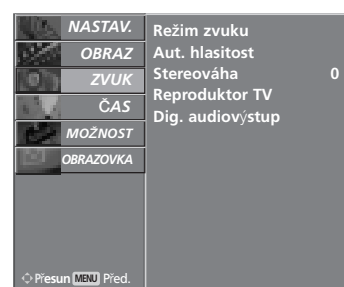 NASTAV.
OBRAZ
ZVUK
ČAS
MOŽNOST
OBRAZOVKA
Přesun MENU Před.
Režim zvuku
Aut. hlasitost
Stereováha 0
Reproduktor TV
Dig. audiovýstup